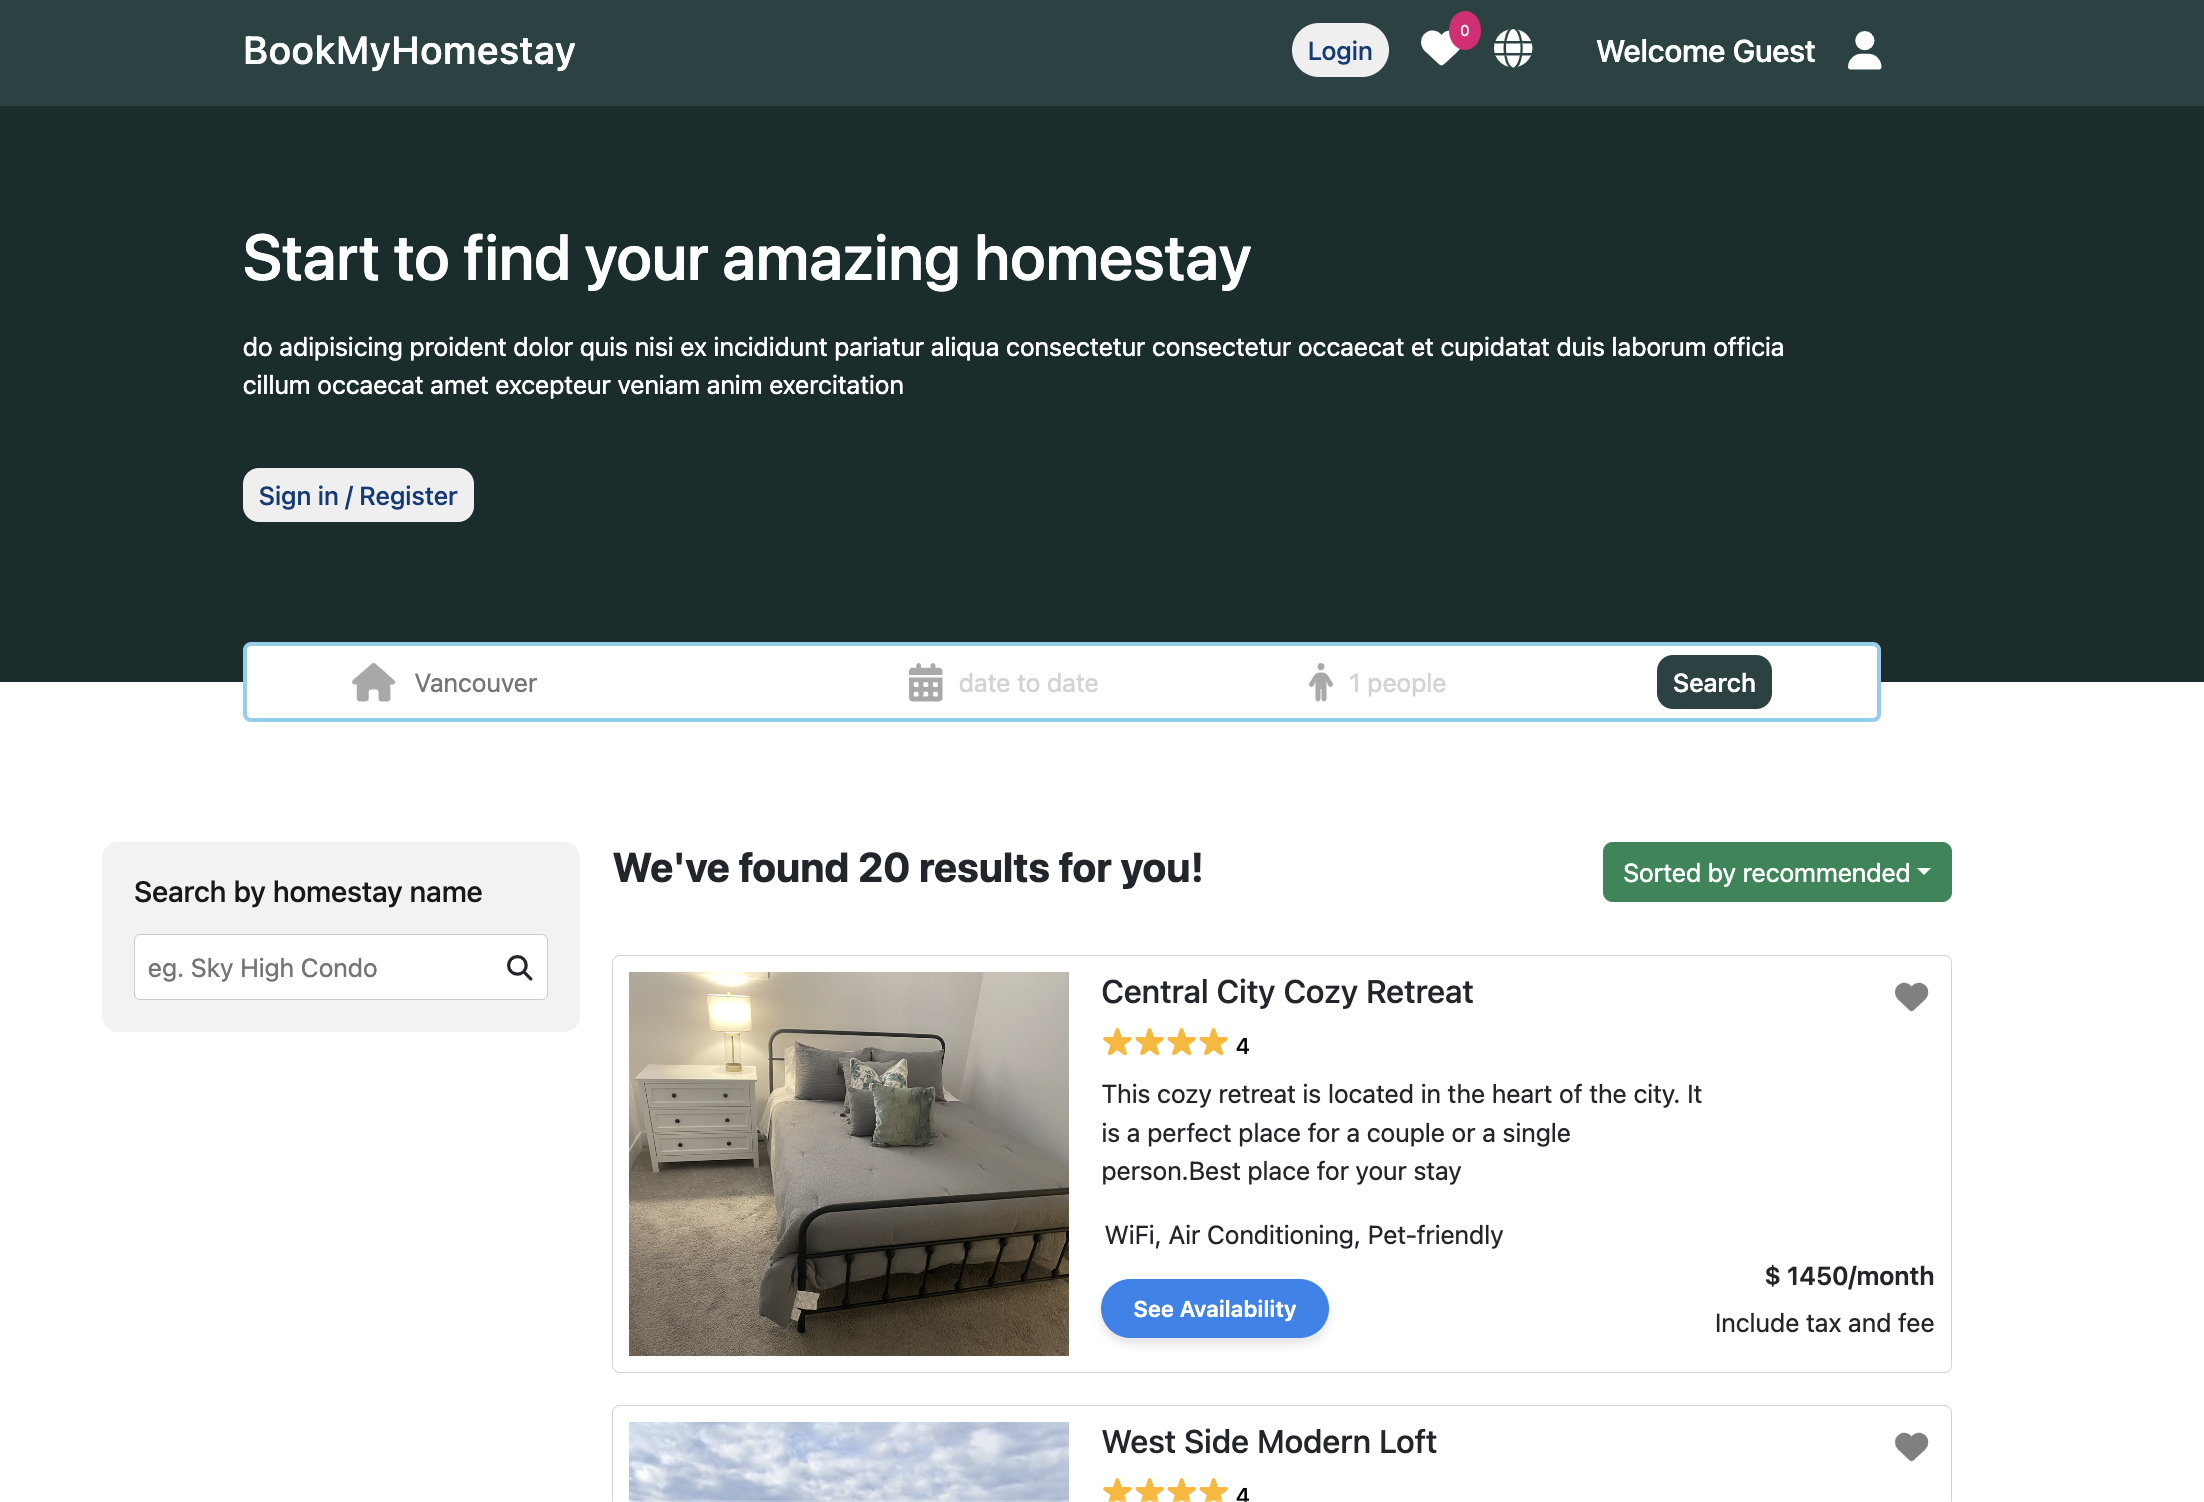 BookMyHomestay
Login
0
Welcome Guest
Start to find your amazing homestay
do adipisicing proident dolor quis nisi ex incididunt pariatur aliqua consectetur consectetur occaecat et cupidatat duis laborum officia
cillum occaecat amet excepteur veniam anim exercitation
Sign in / Register
Vancouver
date to date
1 people
Search
Search by homestay name
eg. Sky High Condo
We've found 20 results for you!
Sorted by recommended
Central City Cozy Retreat
4
This cozy retreat is located in the heart of the city. It
is a perfect place for a couple or a single
person.Best place for your stay
WiFi, Air Conditioning, Pet-friendly
See Availability
$ 1450/month
Include tax and fee
West Side Modern Loft
4